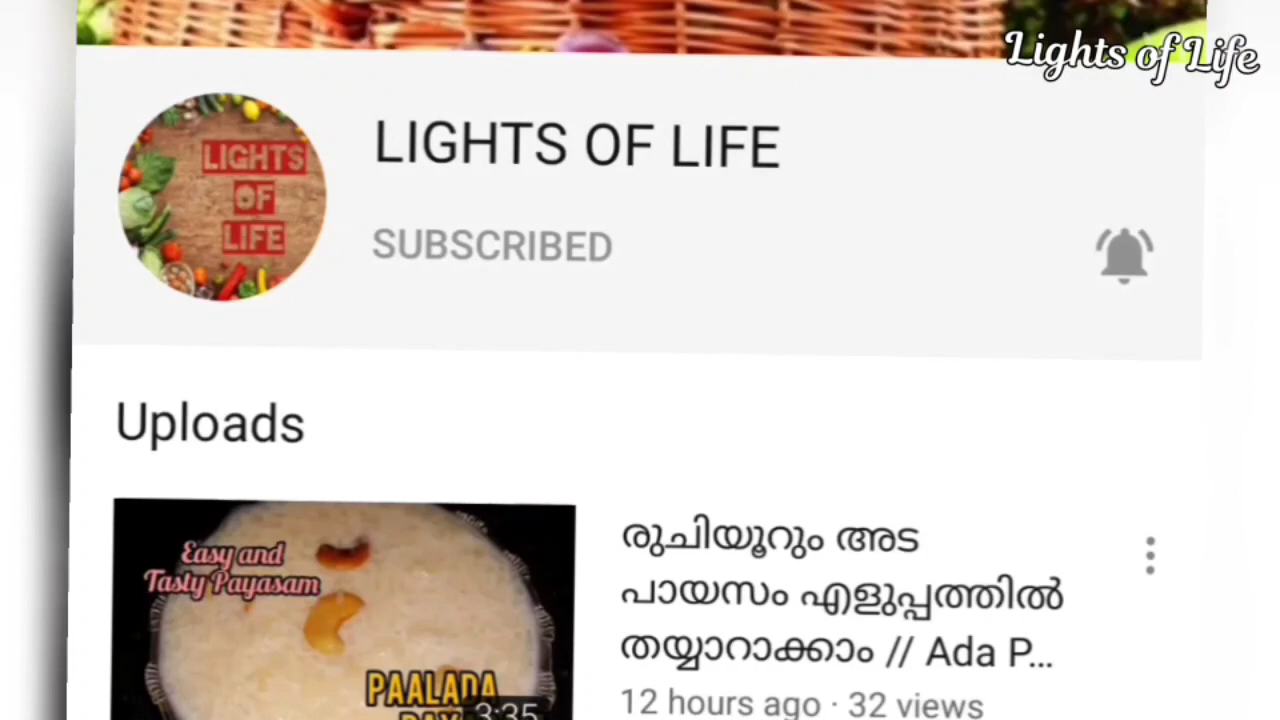 Lights of Life
LIGHTS OF LIFE
LIGHTS
OF
LIFE
SUBSCRIBED
Uploads
Easy and
Tasty Payasam
PAALADA
3:35
രുചിയൂറും അട
പായസം എളുപ്പത്തിൽ
തയ്യാറാക്കാം // Ada P...
12 hours ago · 32 views